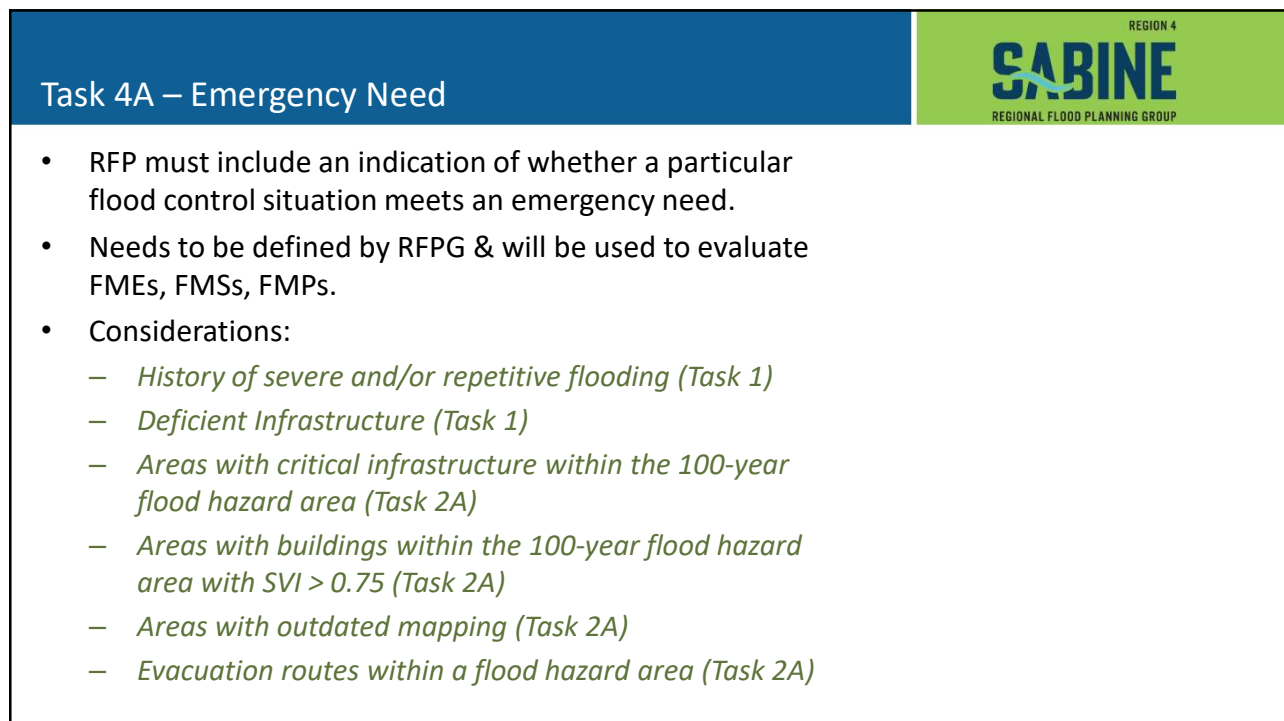 REGION 4
SABINE
REGIONAL FLOOD PLANNING GROUP
Task 4A – Emergency Need
• RFP must include an indication of whether a particular
flood control situation meets an emergency need.
• Needs to be defined by RFPG & will be used to evaluate
FMEs, FMSs, FMPs.
• Considerations:
– History of severe and/or repetitive flooding (Task 1)
– Deficient Infrastructure (Task 1)
– Areas with critical infrastructure within the 100-year
flood hazard area (Task 2A)
– Areas with buildings within the 100-year flood hazard
area with SVI > 0.75 (Task 2A)
– Areas with outdated mapping (Task 2A)
– Evacuation routes within a flood hazard area (Task 2A)